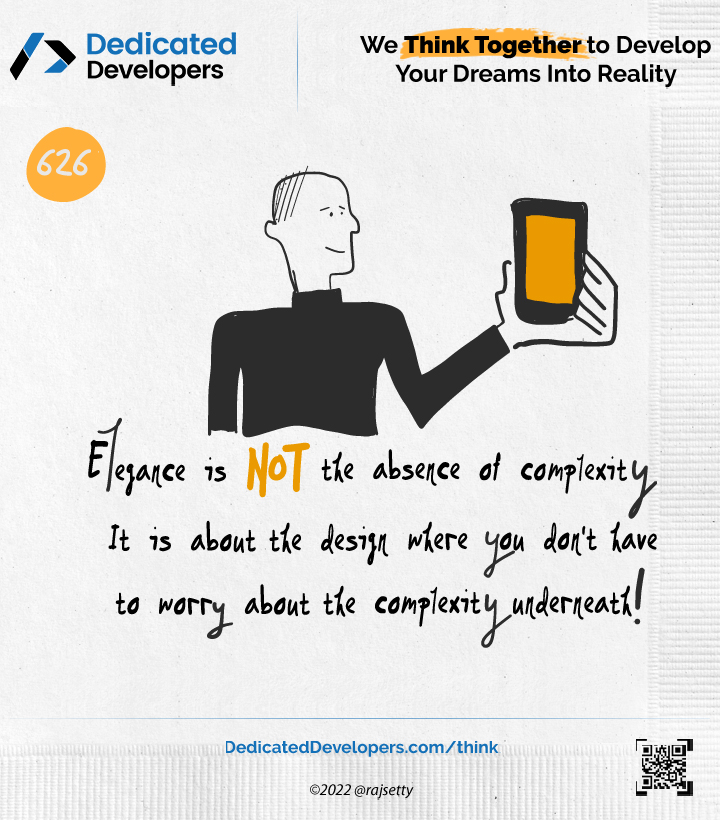 Dedicated
Developers
We Think Together to Develop
Your Dreams Into Reality
626
Elegance is NOT the absence of complexity
It is about the design where you don't have
to worry about the complexity underneath!
DedicatedDevelopers.com/think
©2022 @rajsetty